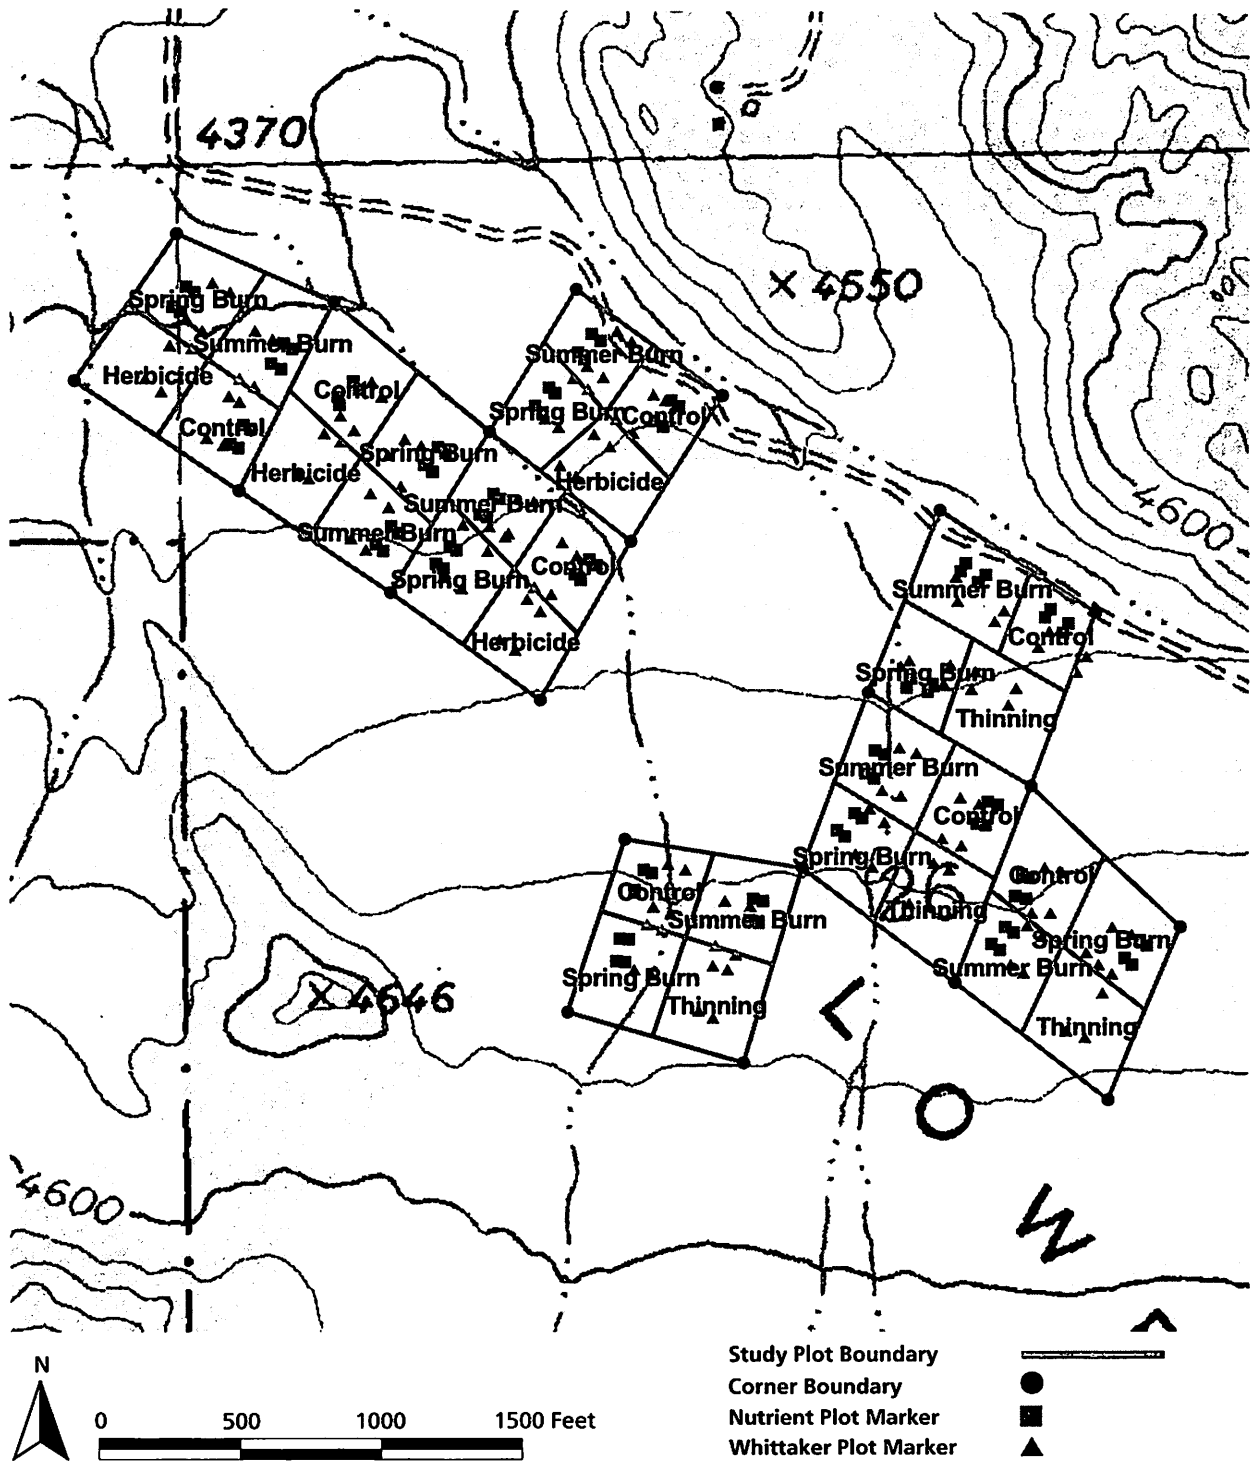 4370
4650
Spring Burn
Summer Burn
Summer Burn
Herbicide
Control
Spring Burn
Control
Control
Spring Burn
Herbicide
Herbicide
4600
Summer Burn
Summer Burn
Control
Spring Burn
Summer Burn
Control
Herbicide
Spring Burn
Thinning
Summer Burn
Control
Spring Burn
Control
Control
Summer Burn
26
Thinning
Spring Burn
Summer Burn
Spring Burn
4646
Thinning
Thinning
L
O
W
4600
N
0 500 1000 1500 Feet
Study Plot Boundary
Corner Boundary
Nutrient Plot Marker
Whittaker Plot Marker